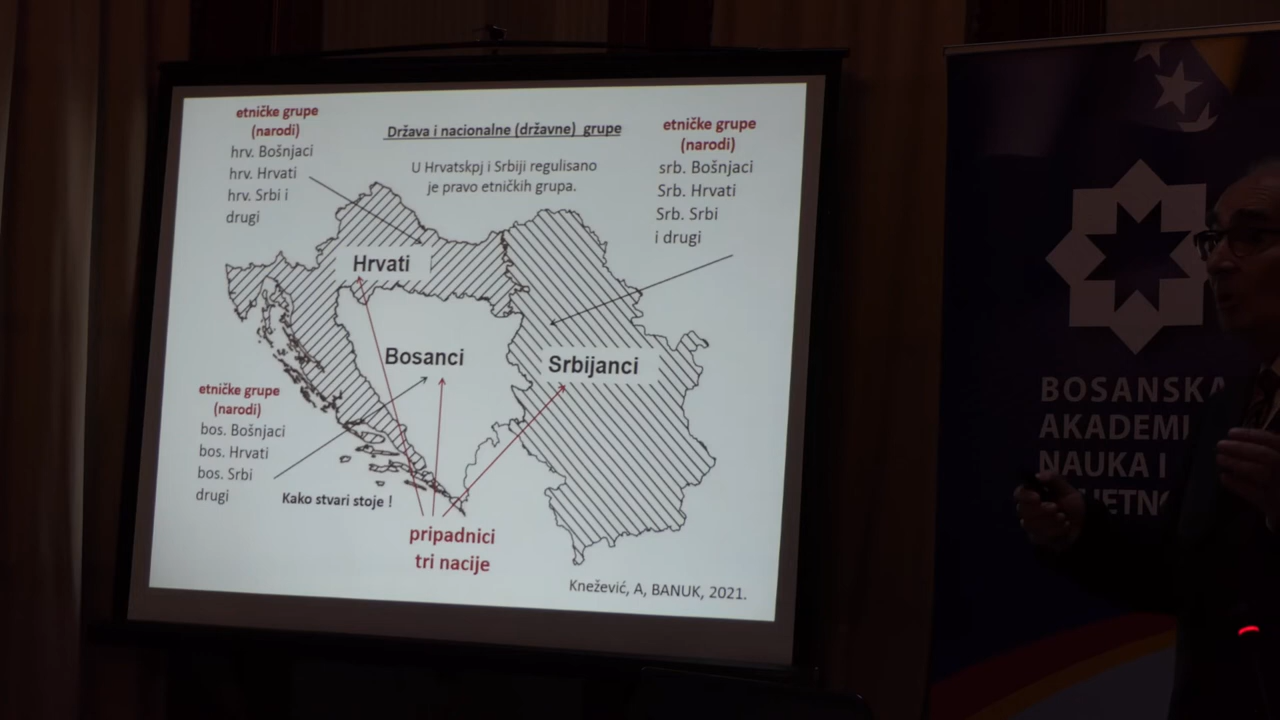 etničke grupe
(narodi)
hrv. Bošnjaci
hrv. Hrvati
hrv. Srbi i
drugi
Država i nacionalne (državne) grupe
U Hrvatskpj i Srbiji regulisano
je pravo etničkih grupa.
etničke grupe
(narodi)
srb. Bošnjaci
Srb. Hrvati
Srb. Srbi
i drugi
Hrvati
Bosanci
Srbijanci
etničke grupe
(narodi)
bos. Bošnjaci
bos. Hrvati
bos. Srbi
drugi
Kako stvari stoje !
pripadnici
tri nacije
Knežević, A, BANUK, 2021.
BOSANSKA
AKADEMI
NAUKA I
JETN